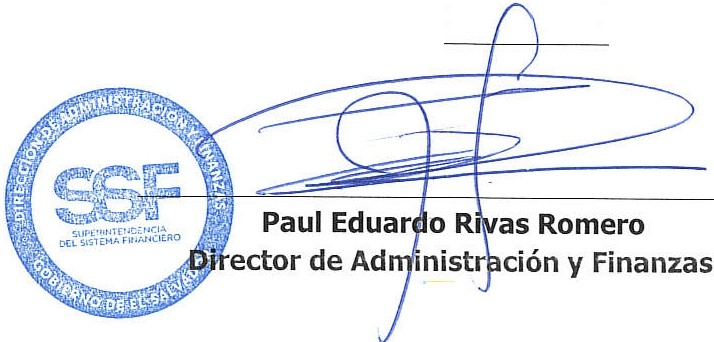 DIRECCIÓN DE ADMINISTRACIÓN Y FINANZAS
SSF
SUPERINTENDENCIA
DEL SISTEMA FINANCIERO
GOBIERNO DE EL SALVADOR
Paul Eduardo Rivas Romero
Director de Administración y Finanzas